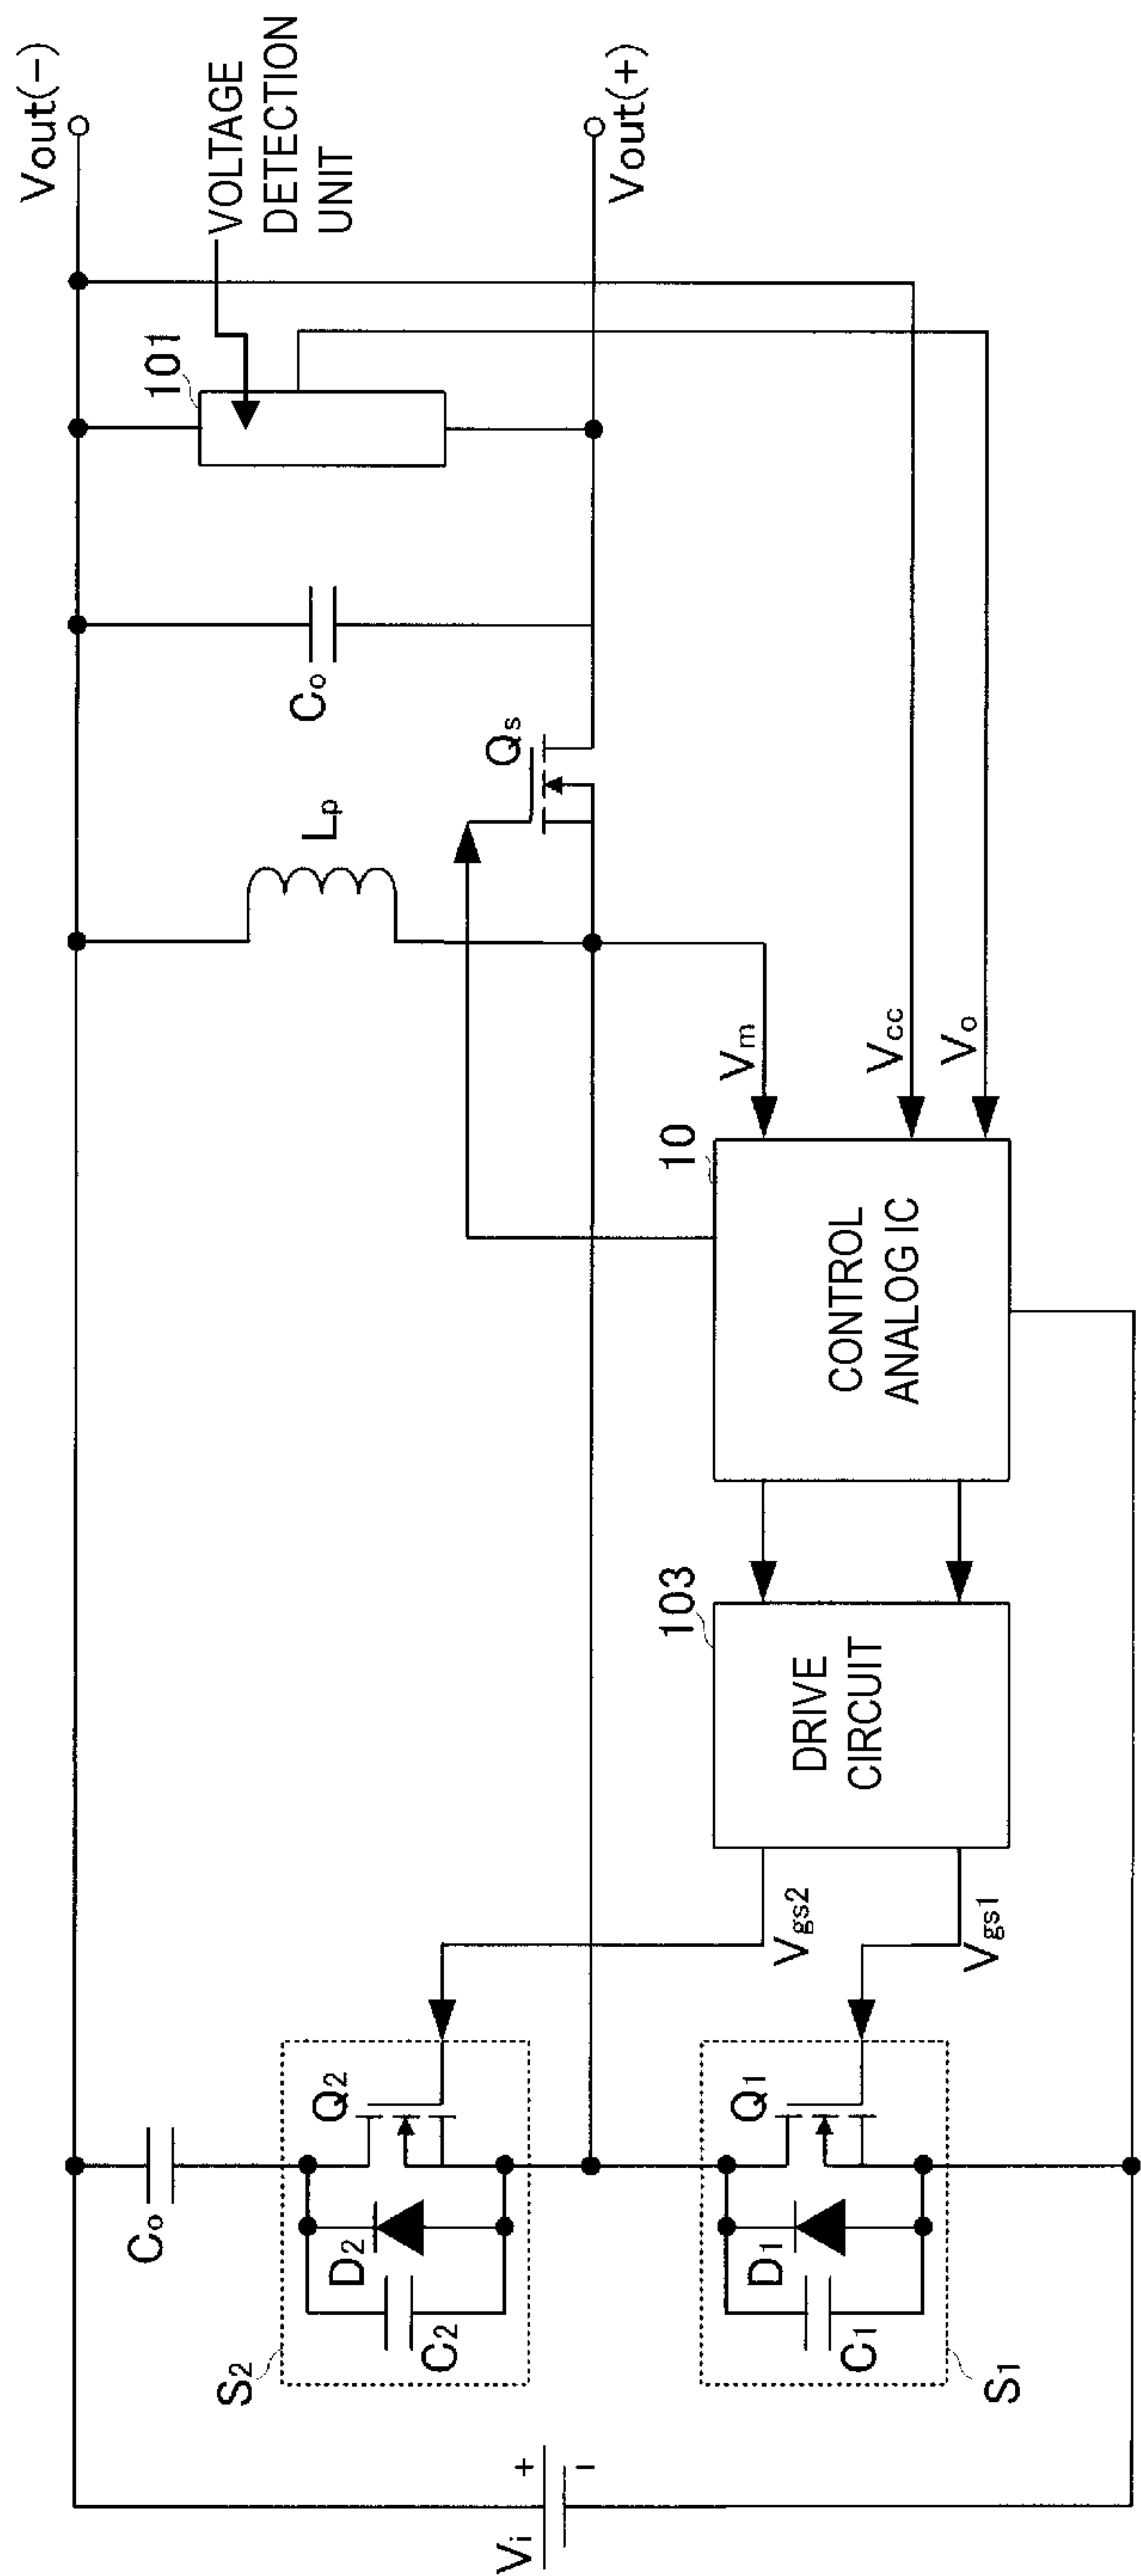 Vout(−)
VOLTAGE
DETECTION
UNIT
Vout(+)
101
Co
Qs
Lp
Vm
Vcc
Vo
10
CONTROL
ANALOG IC
103
DRIVE
CIRCUIT
Vgs2
Vgs1
Co
Q2
D2
C2
S2
Q1
D1
C1
S1
Vi
+
−